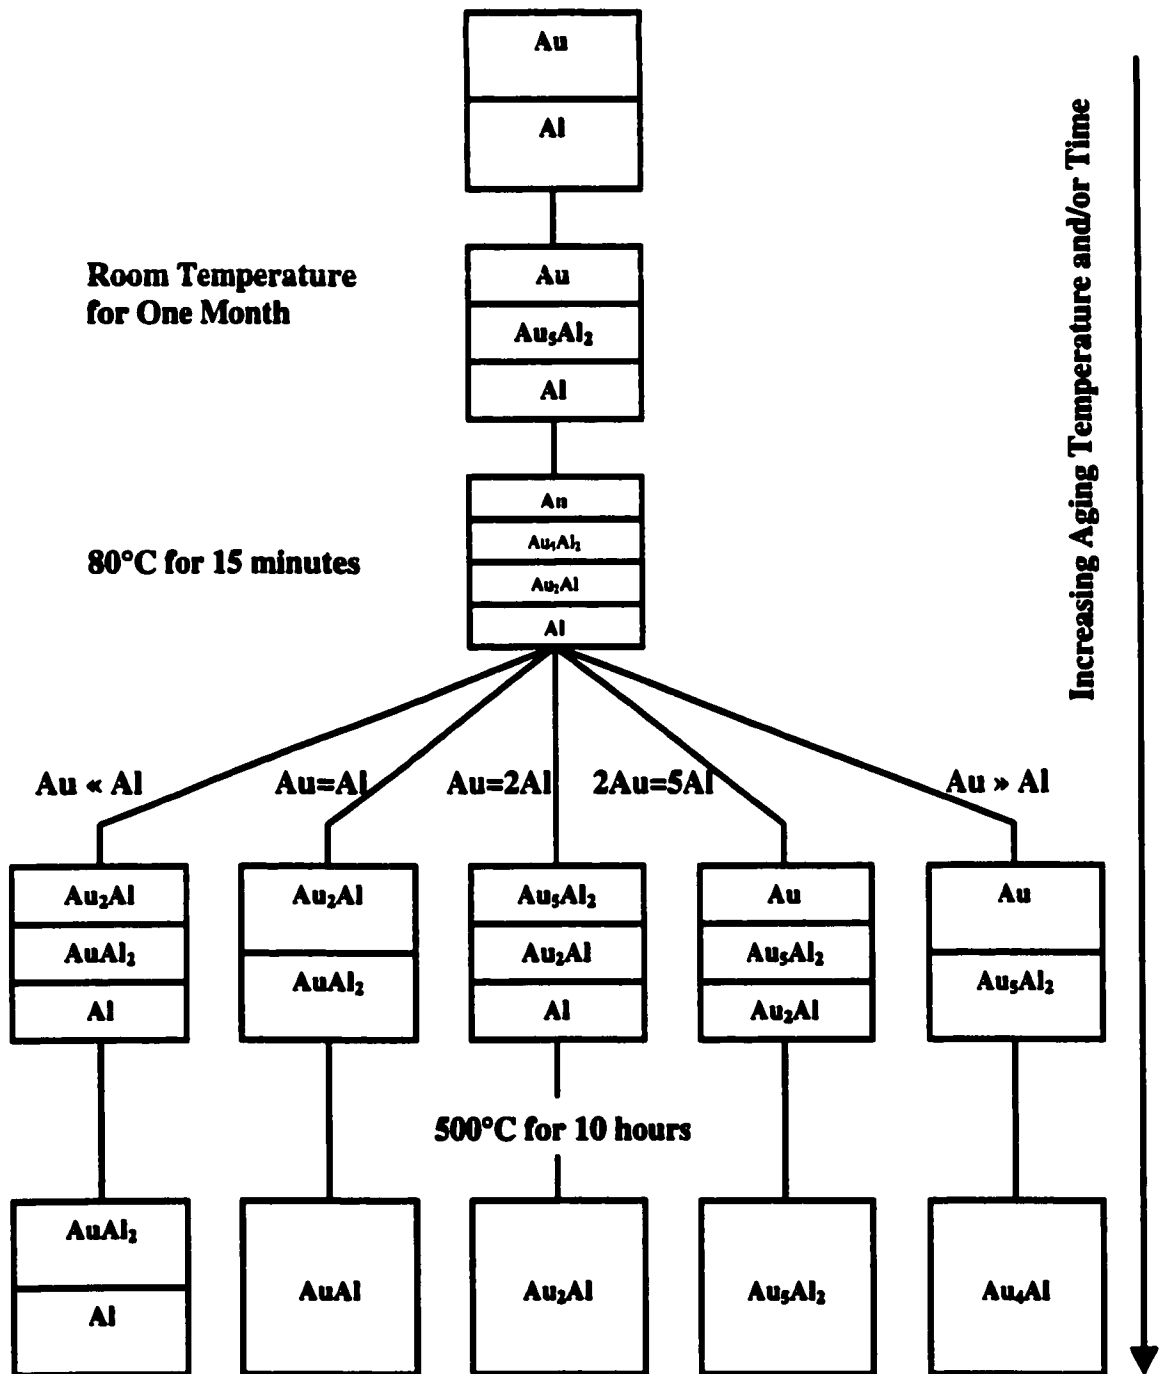 Au
Al
Room Temperature
for One Month
Au
Au₅Al₂
Al
80°C for 15 minutes
Au
Au₅Al₂
Au₂Al
Al
Increasing Aging Temperature and/or Time
Au « Al
Au=Al
Au=2Al
2Au=5Al
Au » Al
Au₂Al
AuAl₂
Al
Au₂Al
AuAl₂
Au₅Al₂
Au₂Al
Al
Au
Au₅Al₂
Au₂Al
Au
Au₅Al₂
500°C for 10 hours
AuAl₂
Al
AuAl
Au₂Al
Au₅Al₂
Au₄Al